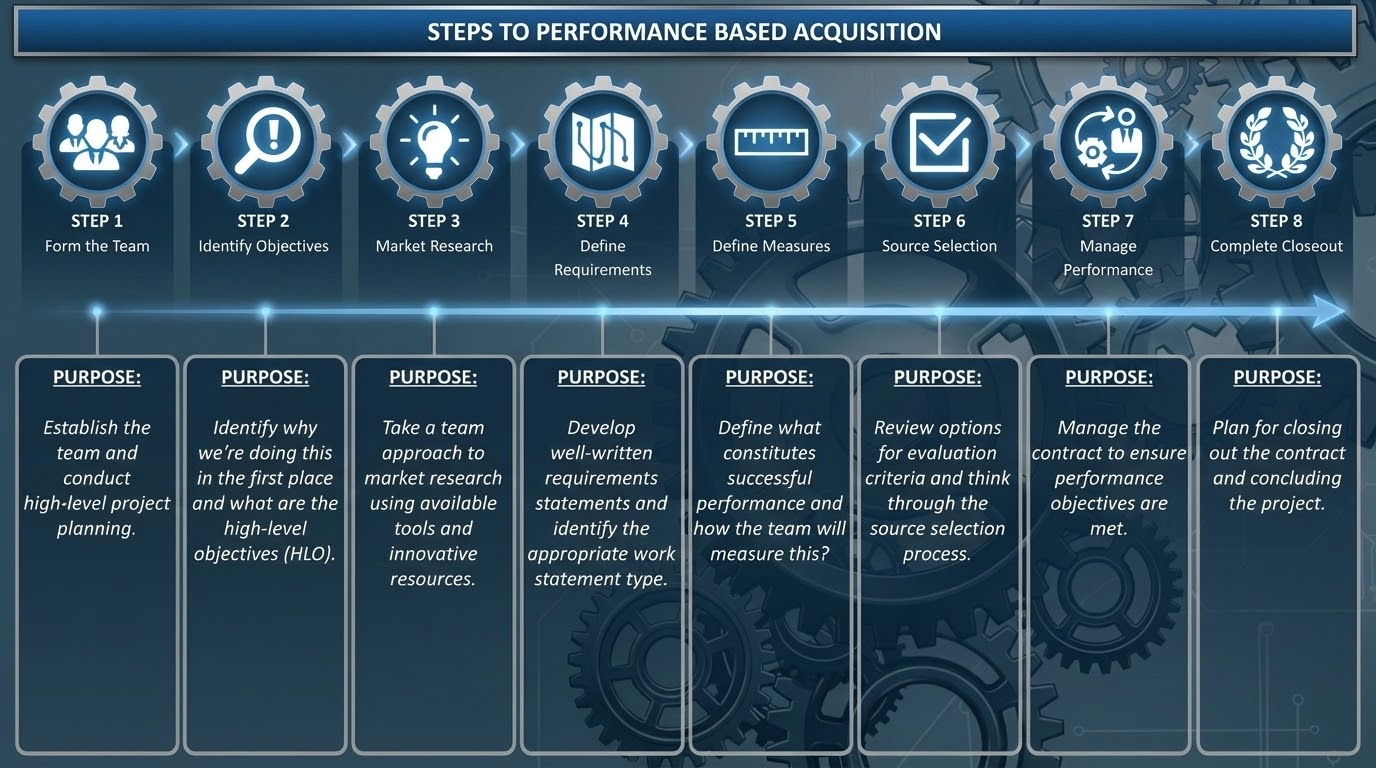 STEPS TO PERFORMANCE BASED ACQUISITION
STEP 1
Form the Team
STEP 2
Identify Objectives
STEP 3
Market Research
STEP 4
Define
Requirements
STEP 5
Define Measures
STEP 6
Source Selection
STEP 7
Manage
Performance
STEP 8
Complete Closeout
PURPOSE:
Establish the
team and
conduct
high-level project
planning.
PURPOSE:
Identify why
we’re doing this
in the first place
and what are the
high-level
objectives (HLO).
PURPOSE:
Take a team
approach to
market research
using available
tools and
innovative
resources.
PURPOSE:
Develop
well-written
requirements
statements and
identify the
appropriate work
statement type.
PURPOSE:
Define what
constitutes
successful
performance and
how the team will
measure this?
PURPOSE:
Review options
for evaluation
criteria and think
through the
source selection
process.
PURPOSE:
Manage the
contract to ensure
performance
objectives are
met.
PURPOSE:
Plan for closing
out the contract
and concluding
the project.